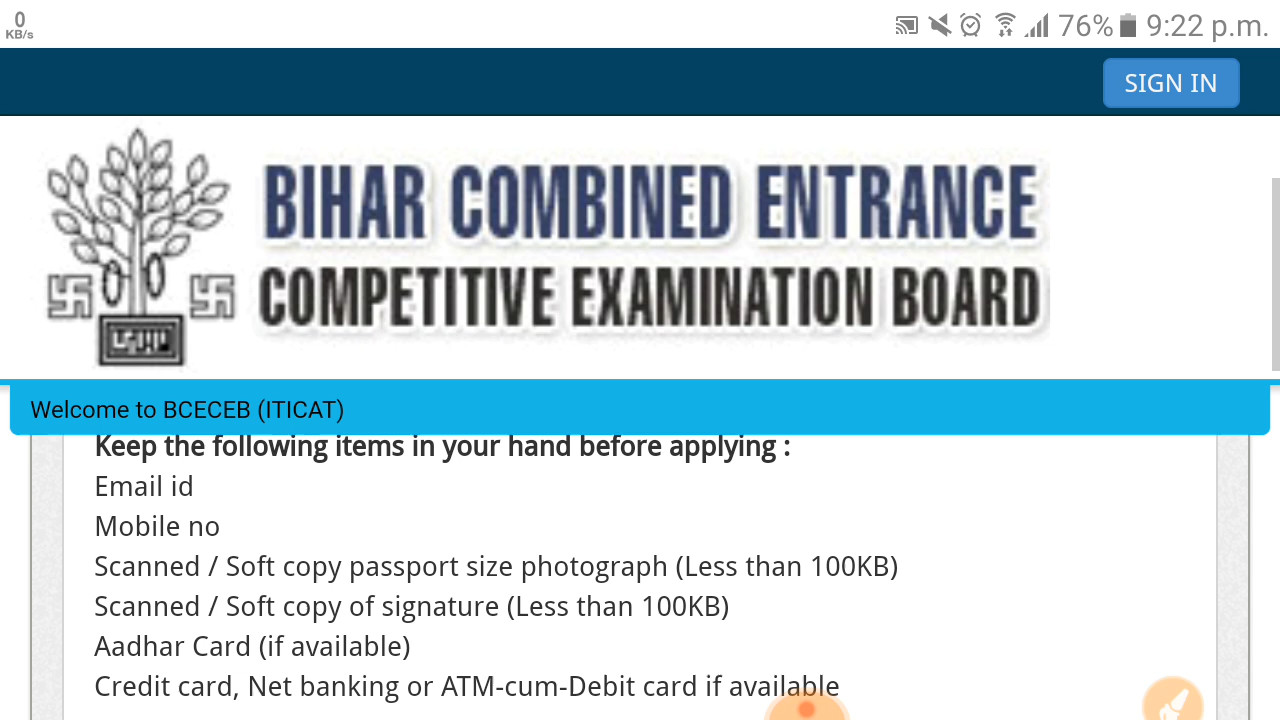 0
KB/s
76%
9:22 p.m.
SIGN IN
BIHAR COMBINED ENTRANCE
COMPETITIVE EXAMINATION BOARD
Welcome to BCECEB (ITICAT)
Keep the following items in your hand before applying :
Email id
Mobile no
Scanned / Soft copy passport size photograph (Less than 100KB)
Scanned / Soft copy of signature (Less than 100KB)
Aadhar Card (if available)
Credit card, Net banking or ATM-cum-Debit card if available